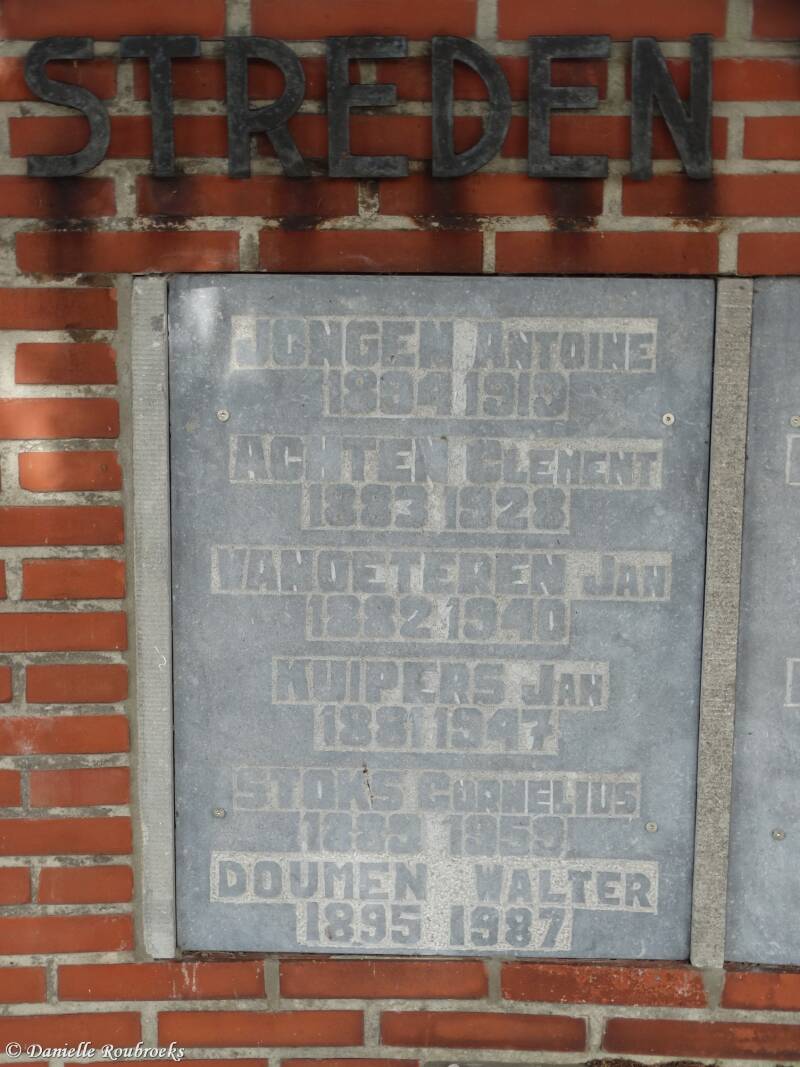 STREDEN
JONGEN ANTOINE
1894 1919
ACHTEN CLEMENT
1883 1928
VANOETEREN JAN
1882 1940
KUIPERS JAN
1881 1947
STOKS CORNELIUS
1889 1959
DOUMEN WALTER
1895 1987
© Danielle Roubroeks